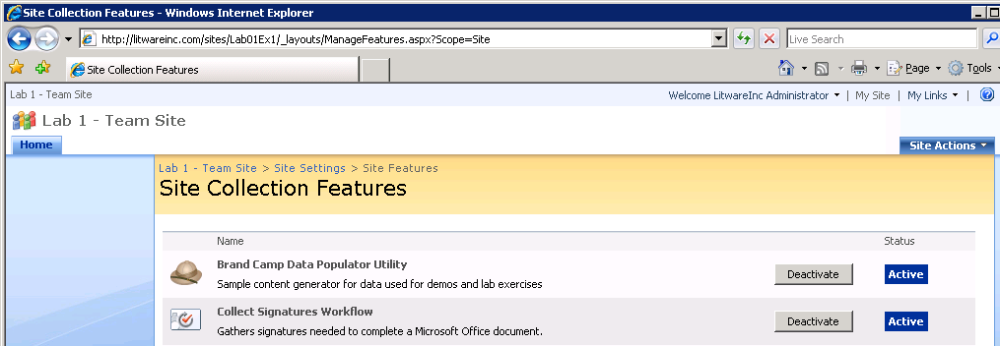 Site Collection Features - Windows Internet Explorer
http://litwareinc.com/sites/Lab01Ex1/_layouts/ManageFeatures.aspx?Scope=Site
Live Search
Site Collection Features
Page
Tools
Lab 1 - Team Site
Welcome LitwareInc Administrator | My Site | My Links |
Lab 1 - Team Site
Home
Site Actions
Lab 1 - Team Site > Site Settings > Site Features
Site Collection Features
Name Status
Brand Camp Data Populator Utility
Sample content generator for data used for demos and lab exercises
Deactivate
Active
Collect Signatures Workflow
Gathers signatures needed to complete a Microsoft Office document.
Deactivate
Active